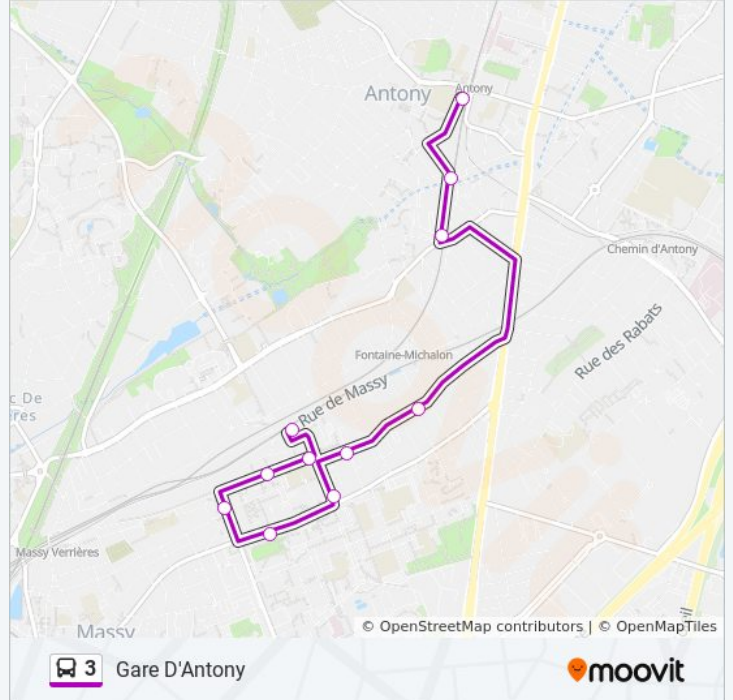 Antony
Antony
Chemin d'Antony
Rue des Rabats
Fontaine-Michalon
Rue de Massy
c De
res
Massy Verrières
Massy
il
© OpenStreetMap contributors | © OpenMapTiles
3 Gare D'Antony
moovit